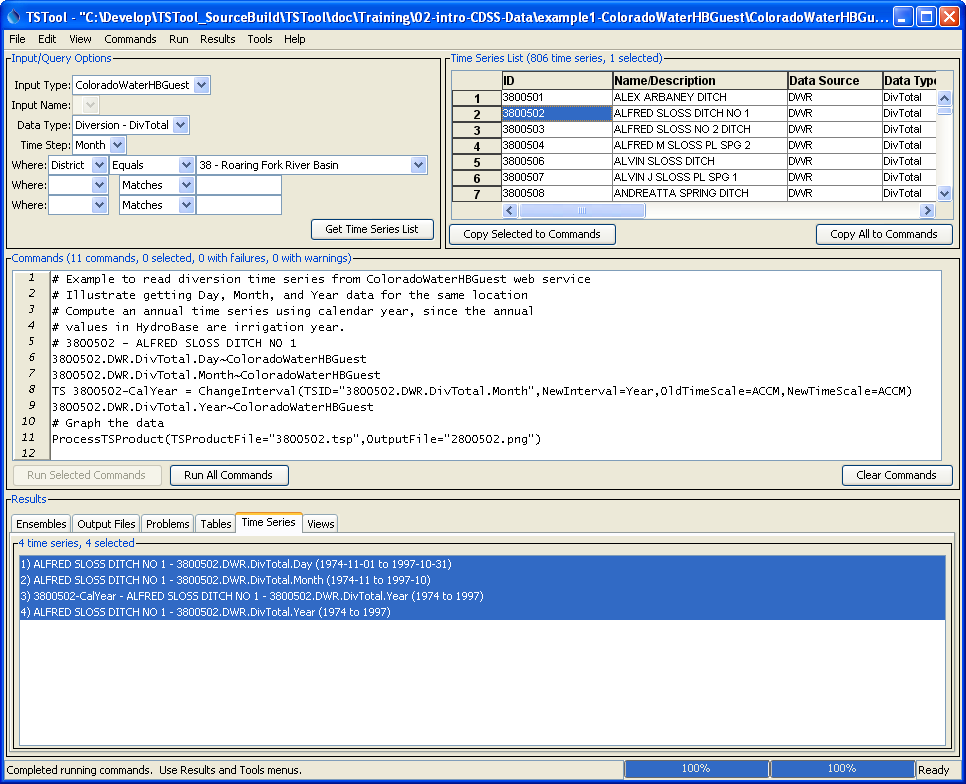 TSTool - "C:\Develop\TSTool_SourceBuild\TSTool\doc\Training\02-intro-CDSS-Data\example1-ColoradoWaterHBGuest\ColoradoWaterHBGu...
File Edit View Commands Run Results Tools Help
Input/Query Options
Input Type: ColoradoWaterHBGuest
Input Name:
Data Type: Diversion - DivTotal
Time Step: Month
Where: District Equals 38 - Roaring Fork River Basin
Where: Matches
Where: Matches
Get Time Series List
Time Series List (806 time series, 1 selected)
ID Name/Description Data Source Data Type
1 3800501 ALEX ARBANEY DITCH DWR DivTotal
2 3800502 ALFRED SLOSS DITCH NO 1 DWR DivTotal
3 3800503 ALFRED SLOSS NO 2 DITCH DWR DivTotal
4 3800504 ALFRED M SLOSS PL SPG 2 DWR DivTotal
5 3800506 ALVIN SLOSS DITCH DWR DivTotal
6 3800507 ALVIN J SLOSS PL SPG 1 DWR DivTotal
7 3800508 ANDREATTA SPRING DITCH DWR DivTotal
Copy Selected to Commands Copy All to Commands
Commands (11 commands, 0 selected, 0 with failures, 0 with warnings)
1 # Example to read diversion time series from ColoradoWaterHBGuest web service
2 # Illustrate getting Day, Month, and Year data for the same location
3 # Compute an annual time series using calendar year, since the annual
4 # values in HydroBase are irrigation year.
5 # 3800502 - ALFRED SLOSS DITCH NO 1
6 3800502.DWR.DivTotal.Day~ColoradoWaterHBGuest
7 3800502.DWR.DivTotal.Month~ColoradoWaterHBGuest
8 TS 3800502-CalYear = ChangeInterval(TSID="3800502.DWR.DivTotal.Month",NewInterval=Year,OldTimeScale=ACCM,NewTimeScale=ACCM)
9 3800502.DWR.DivTotal.Year~ColoradoWaterHBGuest
10 # Graph the data
11 ProcessTSProduct(TSProductFile="3800502.tsp",OutputFile="2800502.png")
12
Run Selected Commands Run All Commands Clear Commands
Results
Ensembles Output Files Problems Tables Time Series Views
4 time series, 4 selected
1) ALFRED SLOSS DITCH NO 1 - 3800502.DWR.DivTotal.Day (1974-11-01 to 1997-10-31)
2) ALFRED SLOSS DITCH NO 1 - 3800502.DWR.DivTotal.Month (1974-11 to 1997-10)
3) 3800502-CalYear - ALFRED SLOSS DITCH NO 1 - 3800502.DWR.DivTotal.Year (1974 to 1997)
4) ALFRED SLOSS DITCH NO 1 - 3800502.DWR.DivTotal.Year (1974 to 1997)
Completed running commands. Use Results and Tools menus. 100% 100% Ready